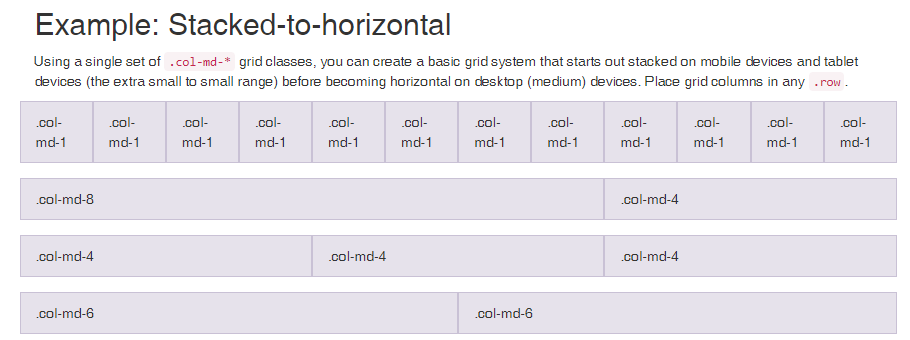 Example: Stacked-to-horizontal
Using a single set of .col-md-* grid classes, you can create a basic grid system that starts out stacked on mobile devices and tablet
devices (the extra small to small range) before becoming horizontal on desktop (medium) devices. Place grid columns in any .row.
.col- .col- .col- .col- .col- .col- .col- .col- .col- .col- .col- .col-
md-1 md-1 md-1 md-1 md-1 md-1 md-1 md-1 md-1 md-1 md-1 md-1
.col-md-8 .col-md-4
.col-md-4 .col-md-4 .col-md-4
.col-md-6 .col-md-6